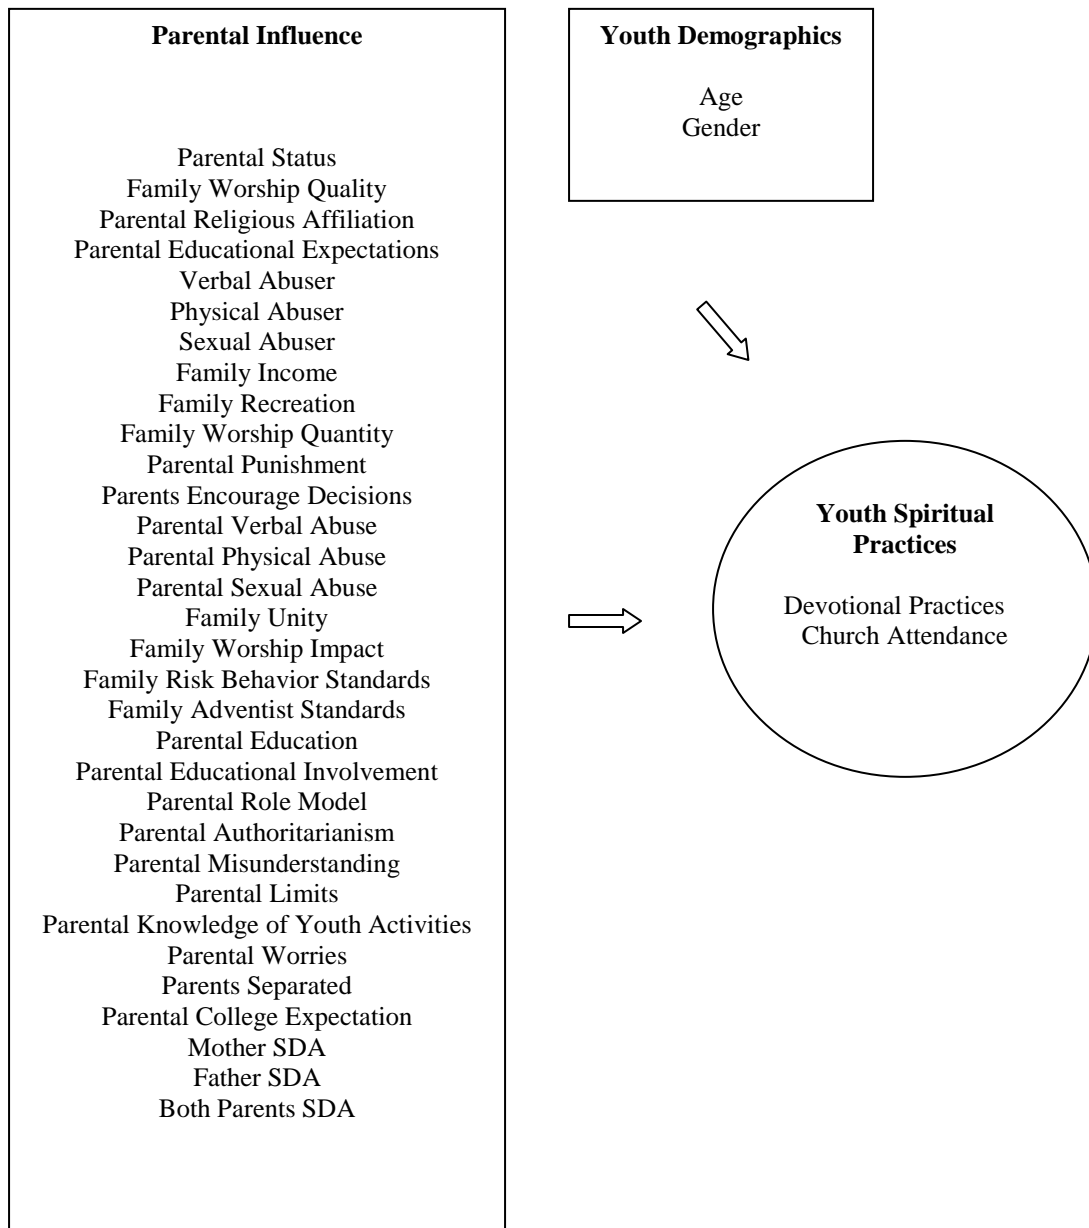 Parental Influence
Parental Status
Family Worship Quality
Parental Religious Affiliation
Parental Educational Expectations
Verbal Abuser
Physical Abuser
Sexual Abuser
Family Income
Family Recreation
Family Worship Quantity
Parental Punishment
Parents Encourage Decisions
Parental Verbal Abuse
Parental Physical Abuse
Parental Sexual Abuse
Family Unity
Family Worship Impact
Family Risk Behavior Standards
Family Adventist Standards
Parental Education
Parental Educational Involvement
Parental Role Model
Parental Authoritarianism
Parental Misunderstanding
Parental Limits
Parental Knowledge of Youth Activities
Parental Worries
Parents Separated
Parental College Expectation
Mother SDA
Father SDA
Both Parents SDA
Youth Demographics
Age
Gender
Youth Spiritual
Practices
Devotional Practices
Church Attendance